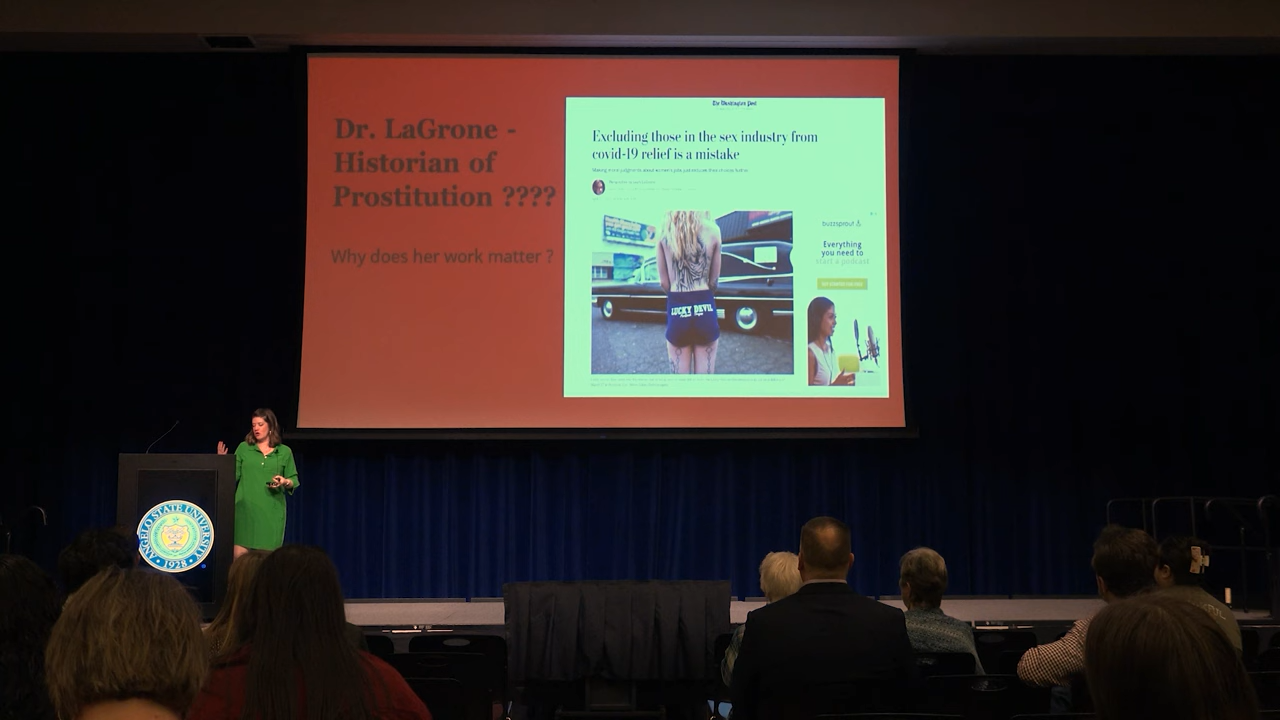 Dr. LaGrone -
Historian of
Prostitution ????
Why does her work matter ?
The Washington Post
Excluding those in the sex industry from
covid-19 relief is a mistake
LUCKY DEVIL
buzzsprout
Everything
you need to
start a podcast
ANGELO STATE UNIVERSITY
1928